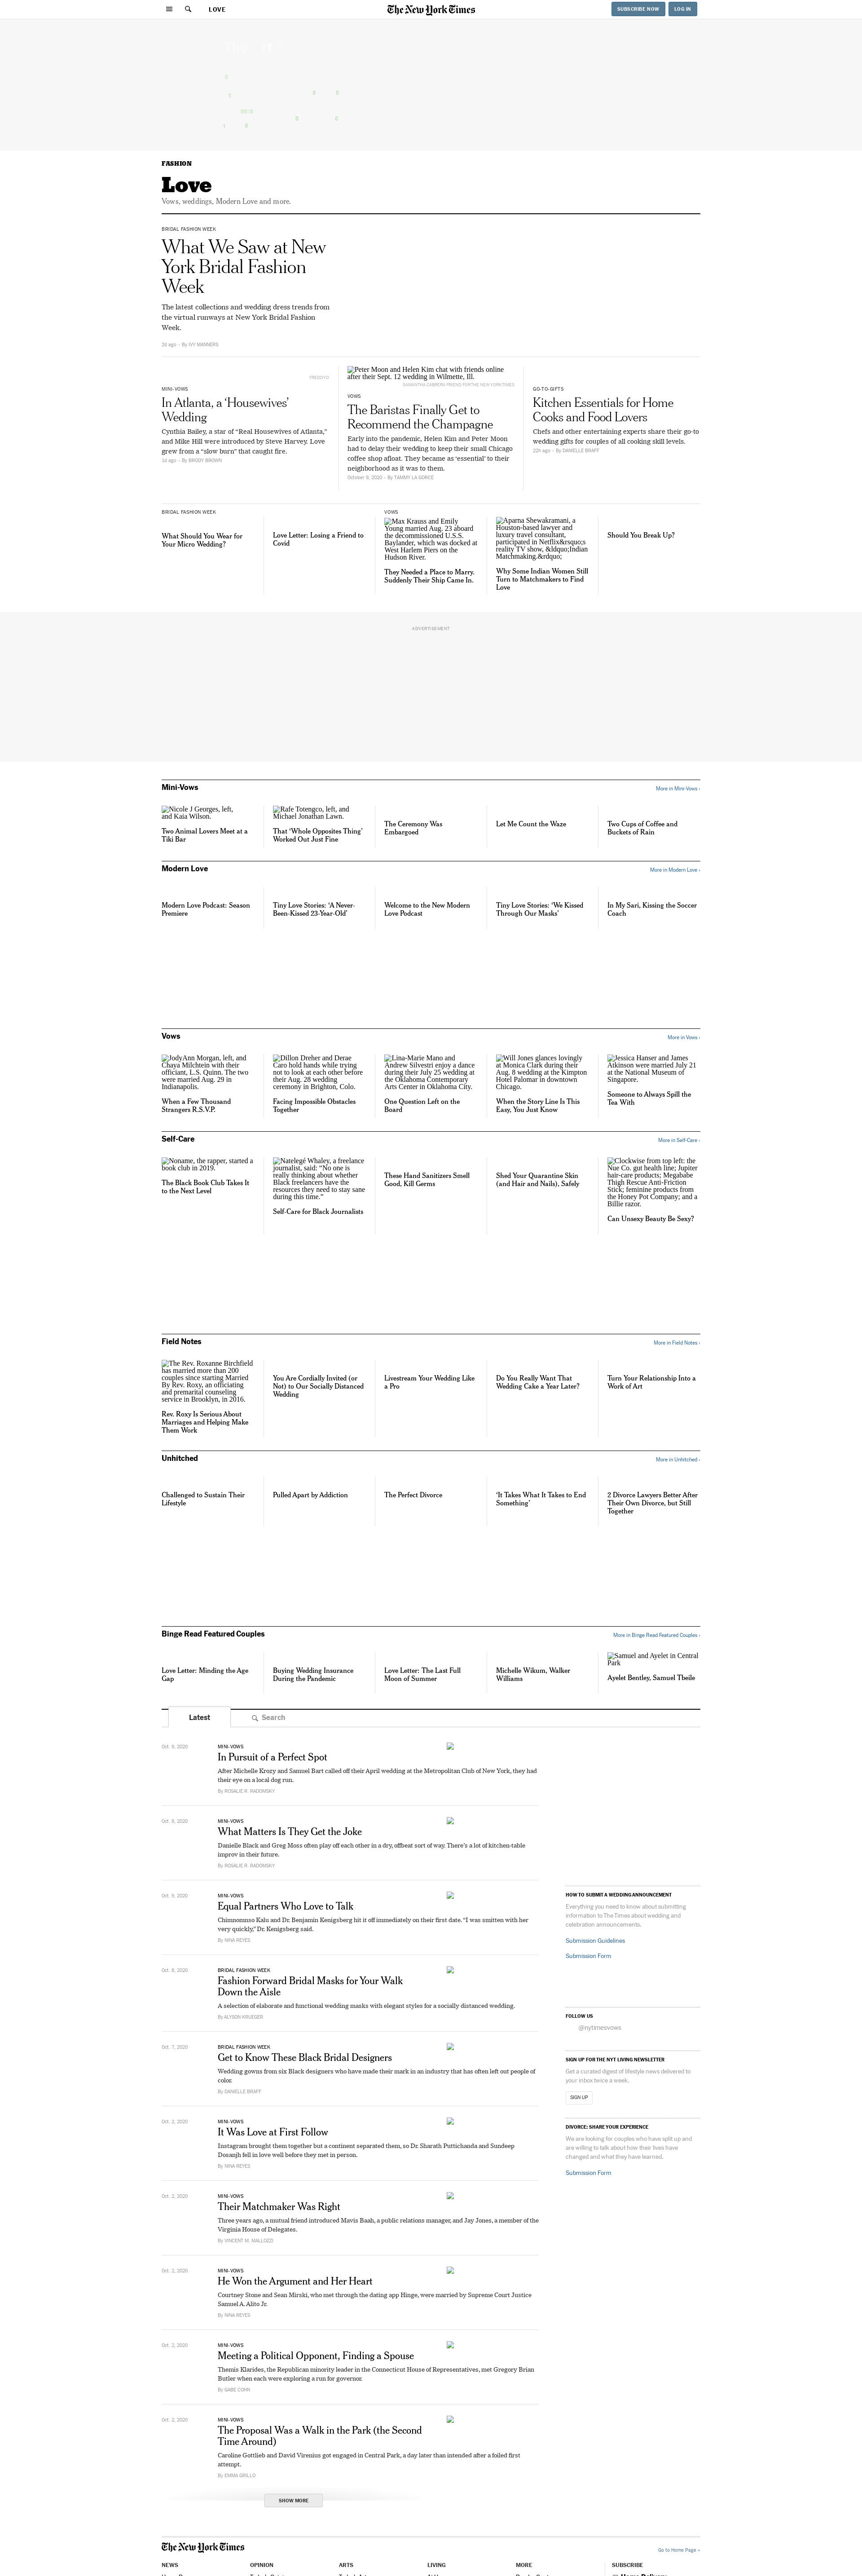 LOVE
The New York Times
SUBSCRIBE NOW
LOG IN
FASHION
Love
Vows, weddings, Modern Love and more.
BRIDAL FASHION WEEK
What We Saw at New
York Bridal Fashion
Week
The latest collections and wedding dress trends from
the virtual runways at New York Bridal Fashion
Week.
1d ago • By IVY MANNERS
MINI-VOWS
In Atlanta, a ‘Housewives’
Wedding
Cynthia Bailey, a star of “Real Housewives of Atlanta,”
and Mike Hill were introduced by Steve Harvey. Love
grew from a “slow burn” that caught fire.
1d ago • By BRODY BROWN
Peter Moon and Helen Kim chat with friends online
after their Sept. 12 wedding in Wilmette, Ill.
SAMANTHA CABRERA FRIEND FOR THE NEW YORK TIMES
VOWS
The Baristas Finally Get to
Recommend the Champagne
Early into the pandemic, Helen Kim and Peter Moon
had to delay their wedding to keep their small Chicago
coffee shop afloat. They became as ‘essential’ to their
neighborhood as it was to them.
October 9, 2020 • By TAMMY LA GORCE
GO-TO-GIFTS
Kitchen Essentials for Home
Cooks and Food Lovers
Chefs and other entertaining experts share their go-to
wedding gifts for couples of all cooking skill levels.
22h ago • By DANIELLE BRAFF
BRIDAL FASHION WEEK
What Should You Wear for
Your Micro Wedding?
Love Letter: Losing a Friend to
Covid
VOWS
Max Krauss and Emily
Young married Aug. 23 aboard
the decommissioned U.S.S.
Baylander, which was docked at
West Harlem Piers on the
Hudson River.
They Needed a Place to Marry.
Suddenly Their Ship Came In.
Aparna Shewakramani, a
Houston-based lawyer and
luxury travel consultant,
participated in Netflix&rsquo;s
reality TV show, &ldquo;Indian
Matchmaking.&rdquo;
Why Some Indian Women Still
Turn to Matchmakers to Find
Love
Should You Break Up?
ADVERTISEMENT
Mini-Vows
More in Mini-Vows ›
Nicole J Georges, left,
and Kaia Wilson.
Two Animal Lovers Meet at a
Tiki Bar
Rafe Totengco, left, and
Michael Jonathan Lawn.
That ‘Whole Opposites Thing’
Worked Out Just Fine
The Ceremony Was
Embargoed
Let Me Count the Waze
Two Cups of Coffee and
Buckets of Rain
Modern Love
More in Modern Love ›
Modern Love Podcast: Season
Premiere
Tiny Love Stories: ‘A Never-
Been-Kissed 23-Year-Old’
Welcome to the New Modern
Love Podcast
Tiny Love Stories: ‘We Kissed
Through Our Masks’
In My Sari, Kissing the Soccer
Coach
Vows
More in Vows ›
JodyAnn Morgan, left, and
Chaya Milchtein with their
officiant, L.S. Quinn. The two
were married Aug. 29 in
Indianapolis.
When a Few Thousand
Strangers R.S.V.P.
Dillon Dreher and Derae
Caro hold hands while trying
not to look at each other before
their Aug. 28 wedding
ceremony in Brighton, Colo.
Facing Impossible Obstacles
Together
Lina-Marie Mano and
Andrew Silvestri enjoy a dance
during their July 25 wedding at
the Oklahoma Contemporary
Arts Center in Oklahoma City.
One Question Left on the
Board
Will Jones glances lovingly
at Monica Clark during their
Aug. 8 wedding at the Kimpton
Hotel Palomar in downtown
Chicago.
When the Story Line Is This
Easy, You Just Know
Jessica Hanser and James
Atkinson were married July 21
at the National Museum of
Singapore.
Someone to Always Spill the
Tea With
Self-Care
More in Self-Care ›
Noname, the rapper, started a
book club in 2019.
The Black Book Club Takes It
to the Next Level
Natelegé Whaley, a freelance
journalist, said: “No one is
really thinking about whether
Black freelancers have the
resources they need to stay sane
during this time.”
Self-Care for Black Journalists
These Hand Sanitizers Smell
Good, Kill Germs
Shed Your Quarantine Skin
(and Hair and Nails), Safely
Clockwise from top left: the
Nue Co. gut health line; Jupiter
hair-care products; Megababe
Thigh Rescue Anti-Friction
Stick; feminine products from
the Honey Pot Company; and a
Billie razor.
Can Unsexy Beauty Be Sexy?
Field Notes
More in Field Notes ›
The Rev. Roxanne Birchfield
has married more than 200
couples since starting Married
By Rev. Roxy, an officiating
and premarital counseling
service in Brooklyn, in 2016.
Rev. Roxy Is Serious About
Marriages and Helping Make
Them Work
You Are Cordially Invited (or
Not) to Our Socially Distanced
Wedding
Livestream Your Wedding Like
a Pro
Do You Really Want That
Wedding Cake a Year Later?
Turn Your Relationship Into a
Work of Art
Unhitched
More in Unhitched ›
Challenged to Sustain Their
Lifestyle
Pulled Apart by Addiction
The Perfect Divorce
‘It Takes What It Takes to End
Something’
2 Divorce Lawyers Better After
Their Own Divorce, but Still
Together
Binge Read Featured Couples
More in Binge Read Featured Couples ›
Love Letter: Minding the Age
Gap
Buying Wedding Insurance
During the Pandemic
Love Letter: The Last Full
Moon of Summer
Michelle Wikum, Walker
Williams
Samuel and Ayelet in Central
Park
Ayelet Bentley, Samuel Tbeile
Latest
Search
Oct. 9, 2020
MINI-VOWS
In Pursuit of a Perfect Spot
After Michelle Krozy and Samuel Bart called off their April wedding at the Metropolitan Club of New York, they had
their eye on a local dog run.
By ROSALIE R. RADOMSKY
Oct. 9, 2020
MINI-VOWS
What Matters Is They Get the Joke
Danielle Black and Greg Moss often play off each other in a dry, offbeat sort of way. There's a lot of kitchen-table
improv in their future.
By ROSALIE R. RADOMSKY
Oct. 9, 2020
MINI-VOWS
Equal Partners Who Love to Talk
Chinnomnso Kalu and Dr. Benjamin Kenigsberg hit it off immediately on their first date. “I was smitten with her
very quickly,” Dr. Kenigsberg said.
By NINA REYES
Oct. 8, 2020
BRIDAL FASHION WEEK
Fashion Forward Bridal Masks for Your Walk
Down the Aisle
A selection of elaborate and functional wedding masks with elegant styles for a socially distanced wedding.
By ALYSON KRUEGER
Oct. 7, 2020
BRIDAL FASHION WEEK
Get to Know These Black Bridal Designers
Wedding gowns from six Black designers who have made their mark in an industry that has often left out people of
color.
By DANIELLE BRAFF
Oct. 2, 2020
MINI-VOWS
It Was Love at First Follow
Instagram brought them together but a continent separated them, so Dr. Sharath Puttichanda and Sundeep
Dosanjh fell in love well before they met in person.
By NINA REYES
Oct. 2, 2020
MINI-VOWS
Their Matchmaker Was Right
Three years ago, a mutual friend introduced Mavis Baah, a public relations manager, and Jay Jones, a member of the
Virginia House of Delegates.
By VINCENT M. MALLOZZI
Oct. 2, 2020
MINI-VOWS
He Won the Argument and Her Heart
Courtney Stone and Sean Mirski, who met through the dating app Hinge, were married by Supreme Court Justice
Samuel A. Alito Jr.
By NINA REYES
Oct. 2, 2020
MINI-VOWS
Meeting a Political Opponent, Finding a Spouse
Themis Klarides, the Republican minority leader in the Connecticut House of Representatives, met Gregory Brian
Butler when each were exploring a run for governor.
By GABE COHN
Oct. 2, 2020
MINI-VOWS
The Proposal Was a Walk in the Park (the Second
Time Around)
Caroline Gottlieb and David Virenius got engaged in Central Park, a day later than intended after a foiled first
attempt.
By EMMA GRILLO
SHOW MORE
HOW TO SUBMIT A WEDDING ANNOUNCEMENT
Everything you need to know about submitting
information to The Times about wedding and
celebration announcements.
Submission Guidelines
Submission Form
FOLLOW US
@nytimesvows
SIGN UP FOR THE NYT LIVING NEWSLETTER
Get a curated digest of lifestyle news delivered to
your inbox twice a week.
SIGN UP
DIVORCE: SHARE YOUR EXPERIENCE
We are looking for couples who have split up and
are willing to talk about how their lives have
changed and what they have learned.
Submission Form
The New York Times
Go to Home Page »
NEWS
OPINION
ARTS
LIVING
MORE
SUBSCRIBE